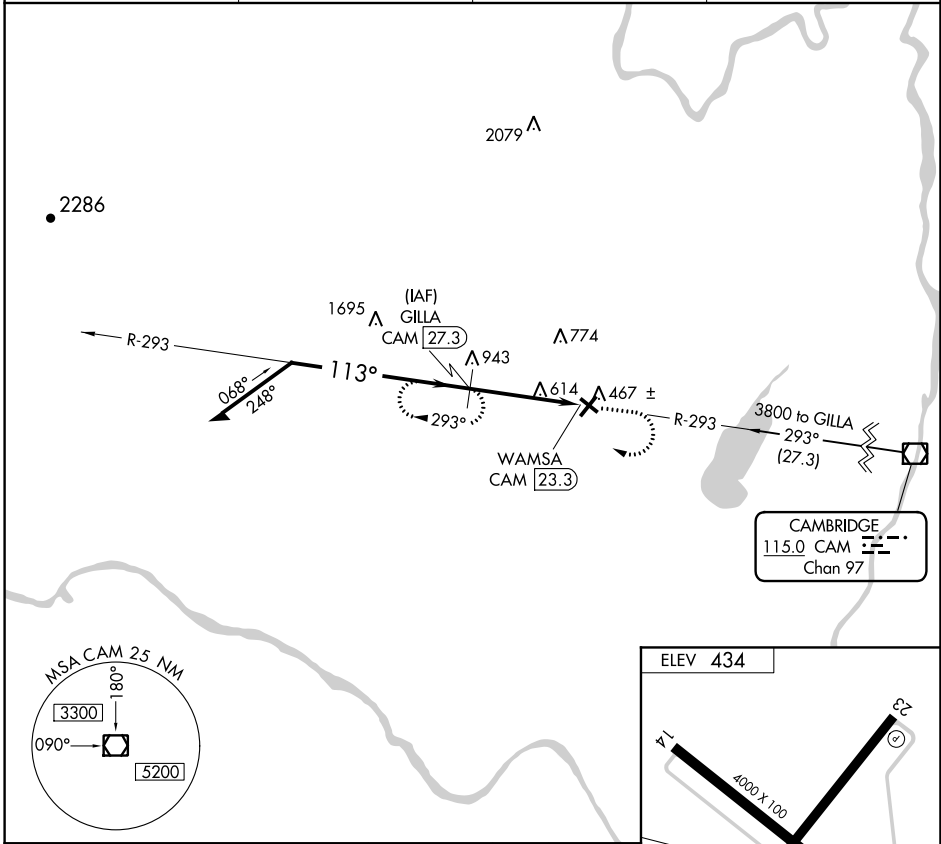 2079
2286
(IAF)
GILLA
CAM 27.3
1695
774
943
R-293
113°
068°
248°
293°
614
467 ±
R-293
3800 to GILLA
293°
(27.3)
WAMSA
CAM 23.3
CAMBRIDGE
115.0 CAM
Chan 97
MSA CAM 25 NM
180°
3300
090°
5200
ELEV 434
23
P
14
4000 X 100